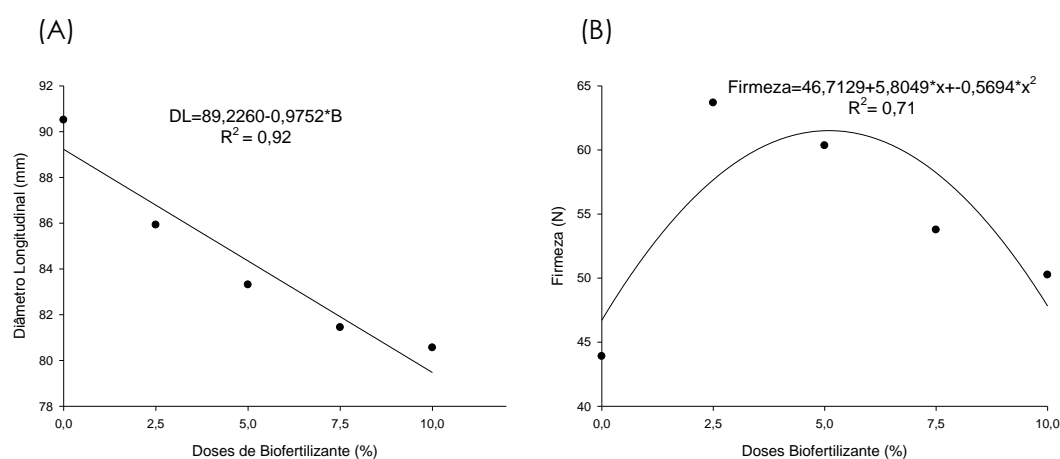 (A)
92
90
88
86
84
82
80
78
0,0 2,5 5,0 7,5 10,0
Diâmetro Longitudinal (mm)
Doses de Biofertilizante (%)
DL=89,2260-0,9752*B
R² = 0,92
(B)
65
60
55
50
45
40
0,0 2,5 5,0 7,5 10,0
Firmeza (N)
Doses Biofertilizante (%)
Firmeza=46,7129+5,8049*x+-0,5694*x²
R²= 0,71